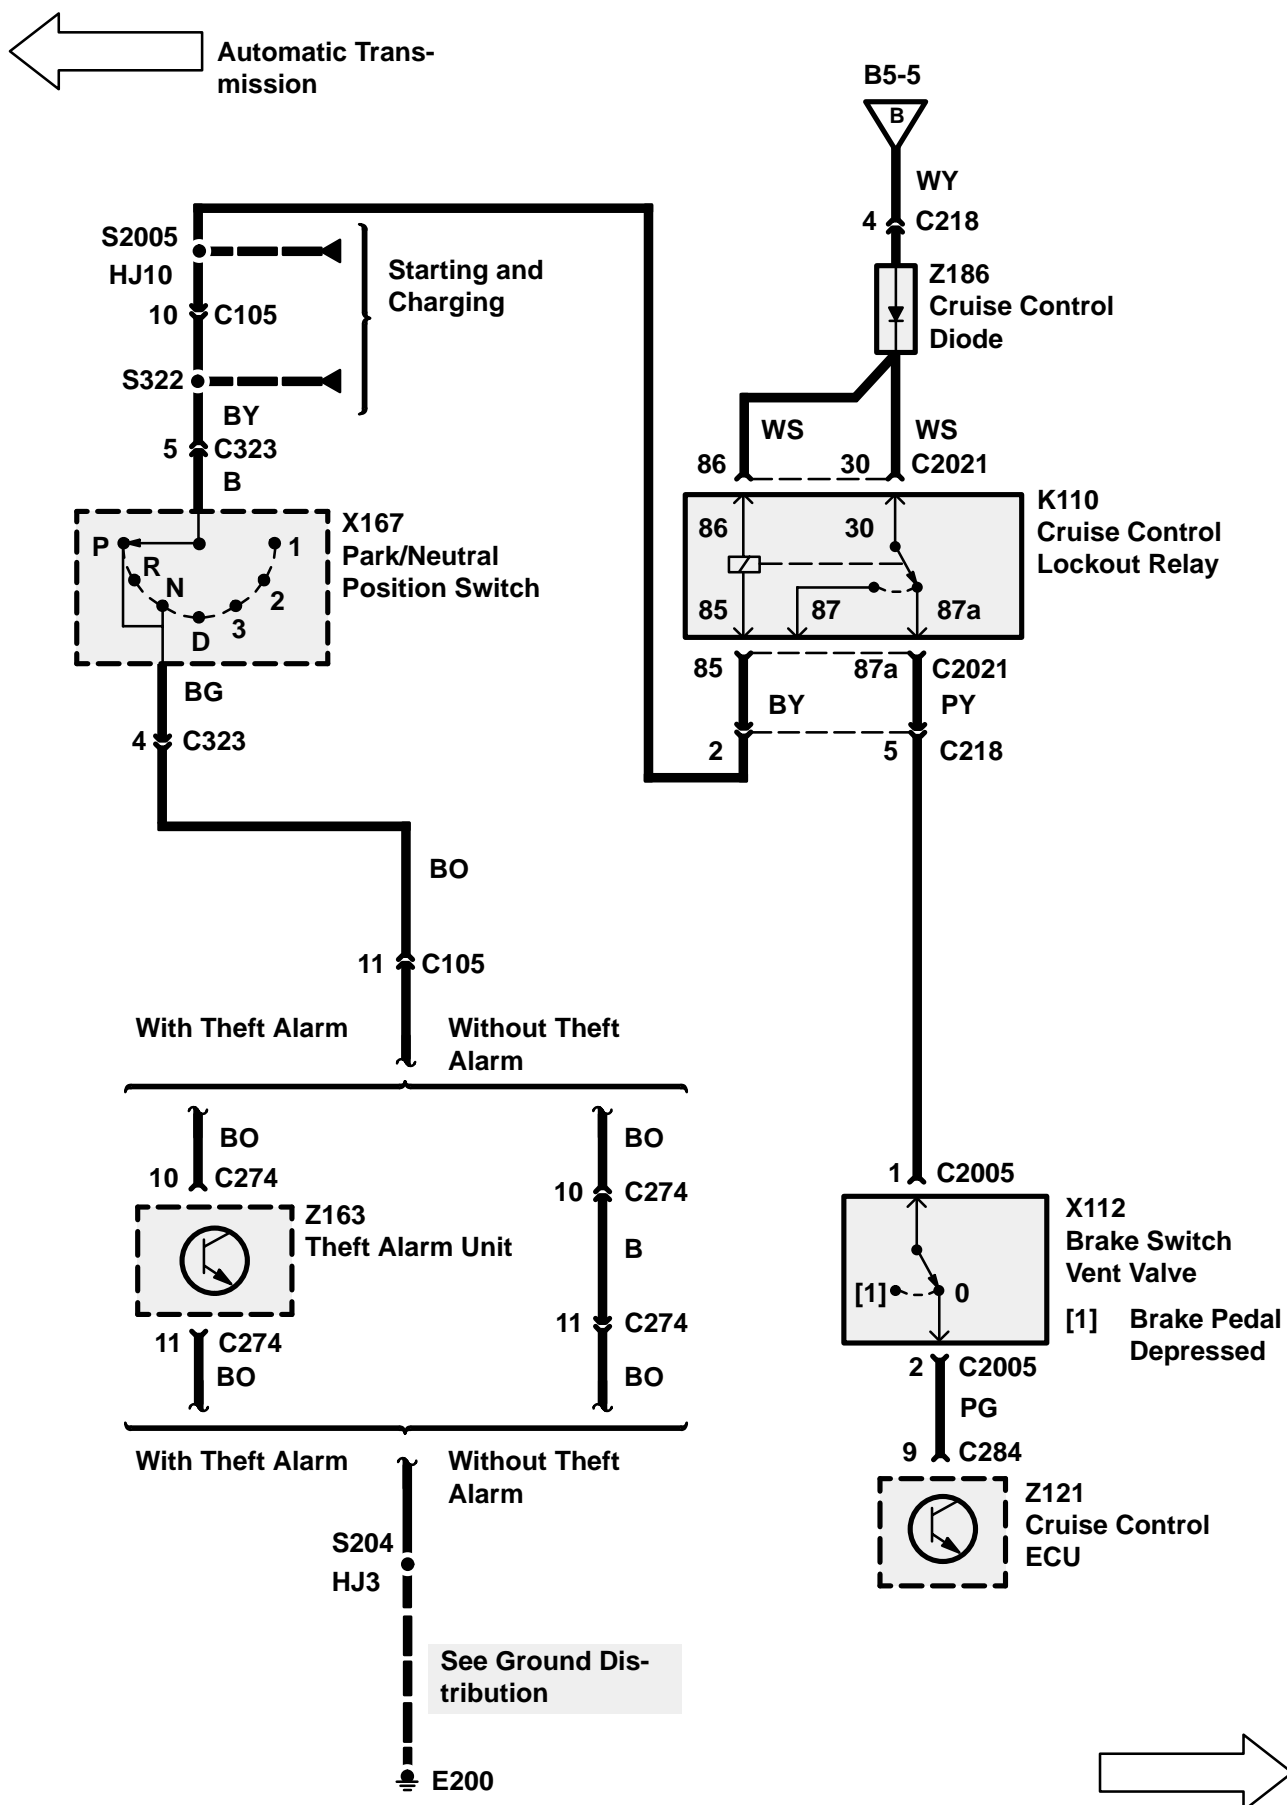 Automatic Trans-
mission
B5-5
B
WY
4 C218
Z186
Cruise Control
Diode
S2005
HJ10
Starting and
Charging
10 C105
S322
BY
5 C323
B
WS
WS
86
30
C2021
X167
Park/Neutral
Position Switch
P
R
N
D
3
2
1
K110
Cruise Control
Lockout Relay
86
30
85
87
87a
BG
4 C323
85
87a
C2021
BY
PY
2
5
C218
BO
11 C105
With Theft Alarm
Without Theft
Alarm
BO
10 C274
Z163
Theft Alarm Unit
11 C274
BO
BO
10 C274
B
11 C274
BO
1 C2005
X112
Brake Switch
Vent Valve
[1] 0
[1] Brake Pedal
Depressed
2 C2005
PG
9 C284
Z121
Cruise Control
ECU
With Theft Alarm
Without Theft
Alarm
S204
HJ3
See Ground Dis-
tribution
E200